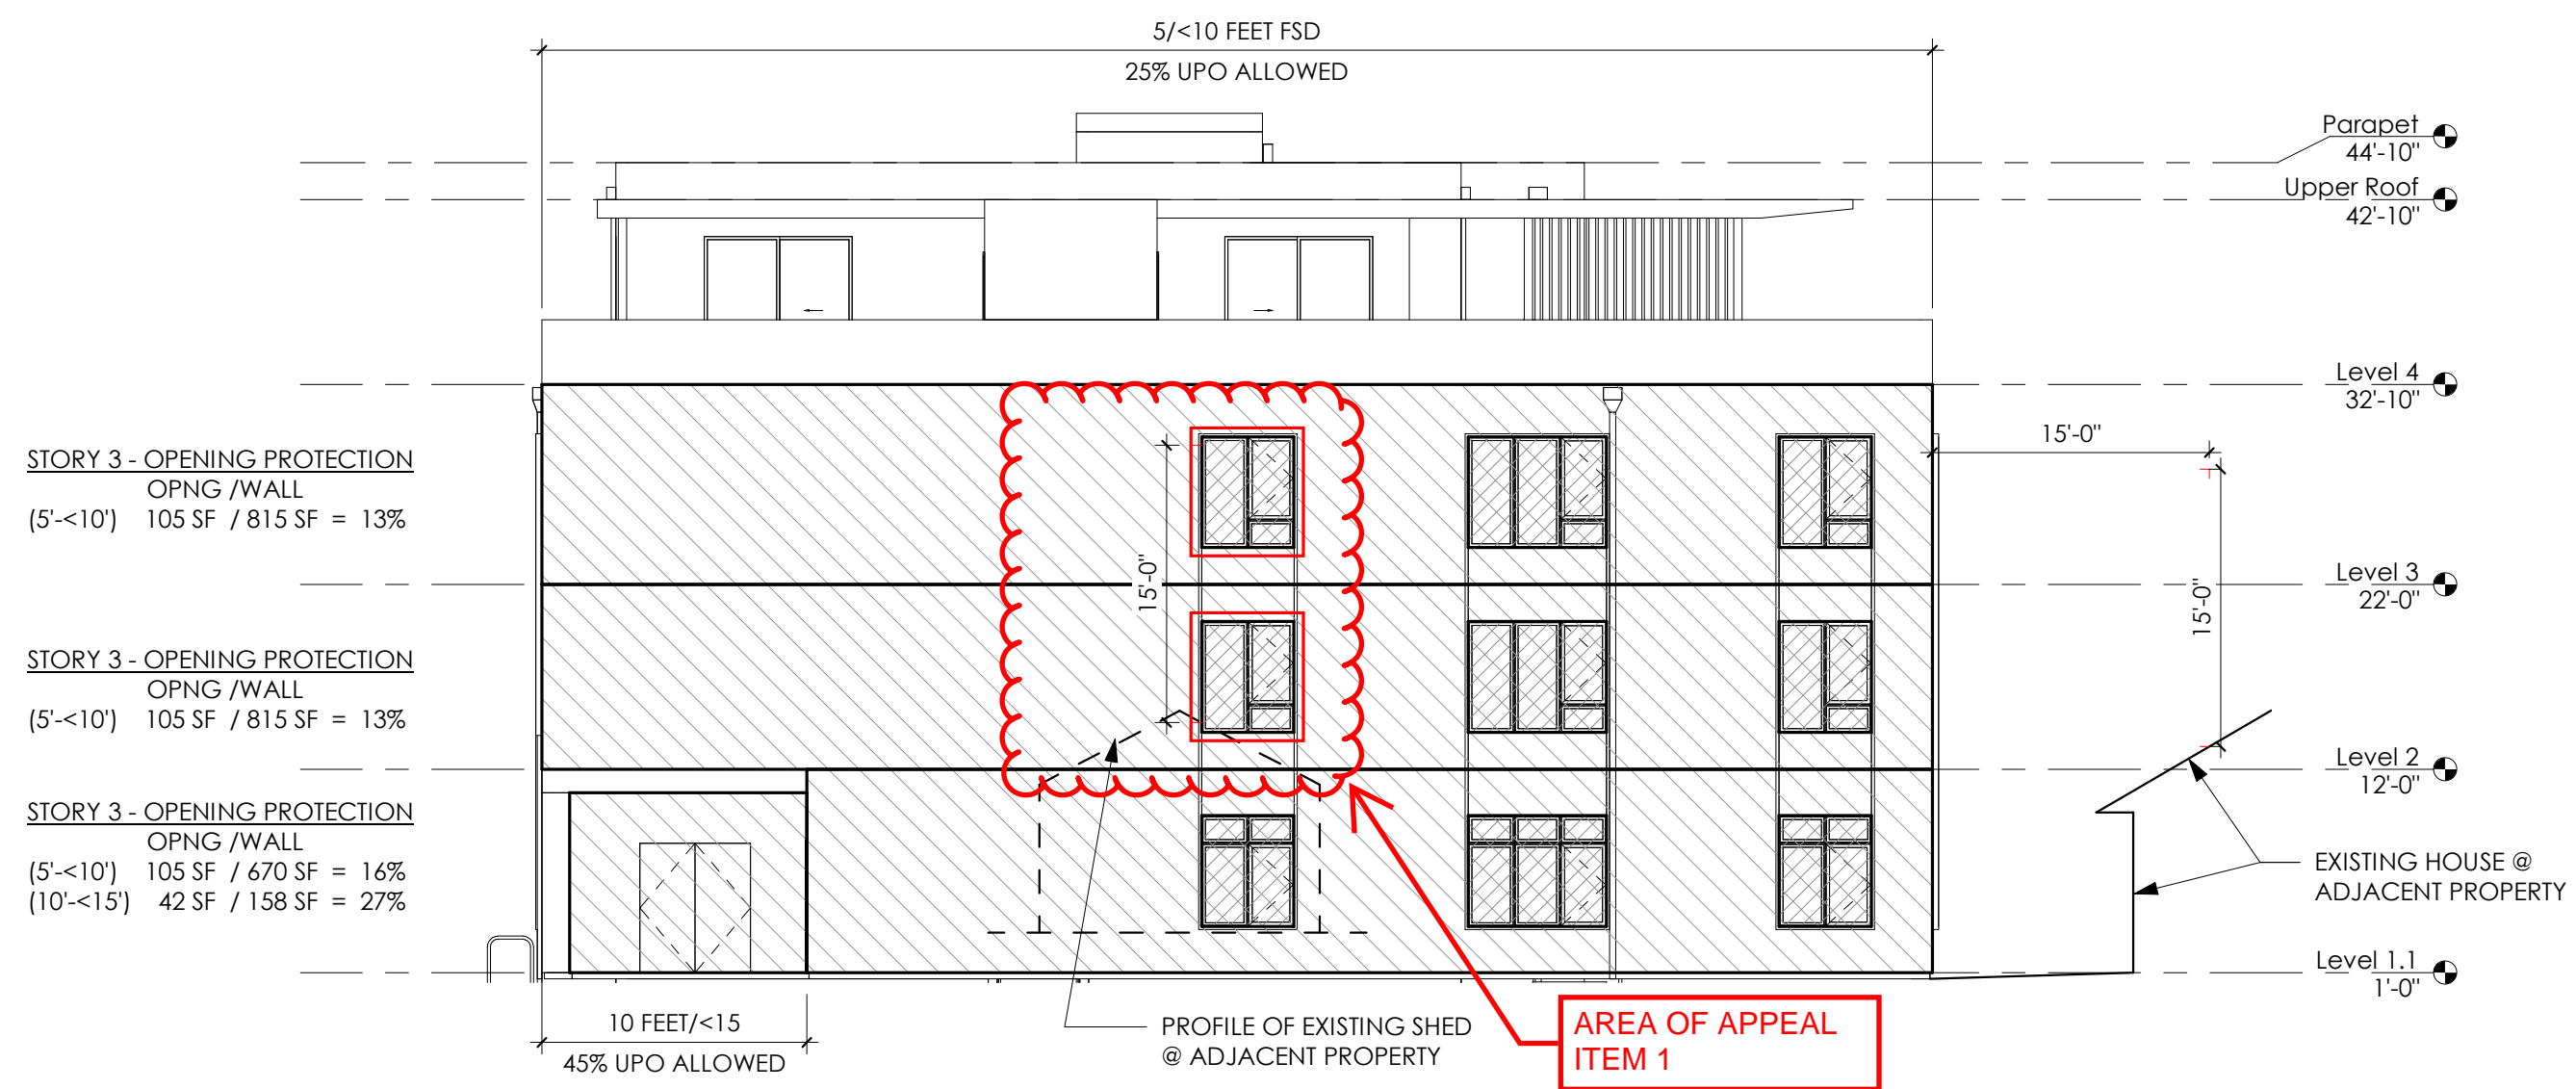 5/<10 FEET FSD
25% UPO ALLOWED
Parapet
44'-10"
Upper Roof
42'-10"
Level 4
32'-10"
15'-0"
STORY 3 - OPENING PROTECTION
OPNG /WALL
(5'-<10') 105 SF / 815 SF = 13%
15'-0"
Level 3
22'-0"
15'-0"
STORY 3 - OPENING PROTECTION
OPNG /WALL
(5'-<10') 105 SF / 815 SF = 13%
Level 2
12'-0"
STORY 3 - OPENING PROTECTION
OPNG /WALL
(5'-<10') 105 SF / 670 SF = 16%
(10'-<15') 42 SF / 158 SF = 27%
EXISTING HOUSE @
ADJACENT PROPERTY
Level 1.1
1'-0"
10 FEET/<15
45% UPO ALLOWED
PROFILE OF EXISTING SHED
@ ADJACENT PROPERTY
AREA OF APPEAL
ITEM 1